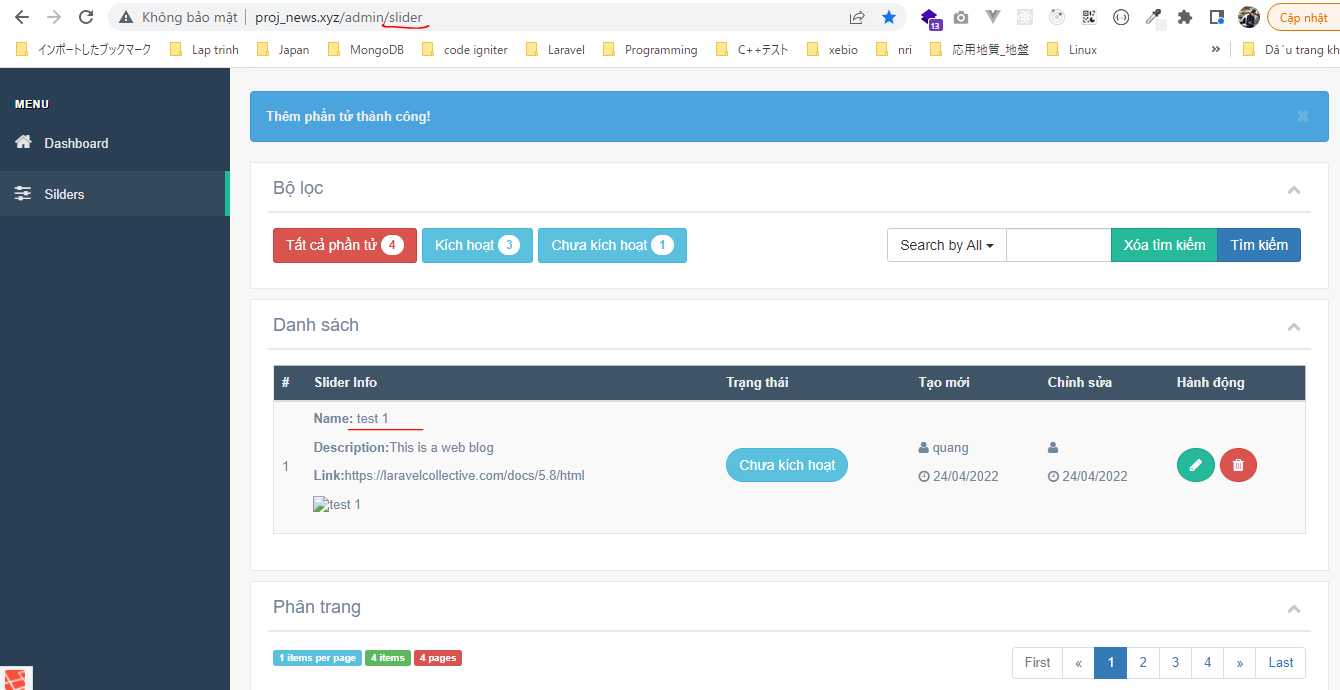 Không bảo mật | proj_news.xyz/admin/slider
13
Cập nhật
インポートしたブックマーク Lap trinh Japan MongoDB code igniter Laravel Programming C++テスト xebio nri 応用地質_地盤 Linux » Dấu trang kh
MENU
Dashboard
Silders
Thêm phần tử thành công! ×
Bộ lọc
Tất cả phần tử 4 Kích hoạt 3 Chưa kích hoạt 1 Search by All Xóa tìm kiếm Tìm kiếm
Danh sách
# Slider Info Trạng thái Tạo mới Chỉnh sửa Hành động
Name: test 1
Description:This is a web blog
Link:https://laravelcollective.com/docs/5.8/html
test 1
1
Chưa kích hoạt
quang
24/04/2022
24/04/2022
Phân trang
1 items per page 4 items 4 pages First « 1 2 3 4 » Last